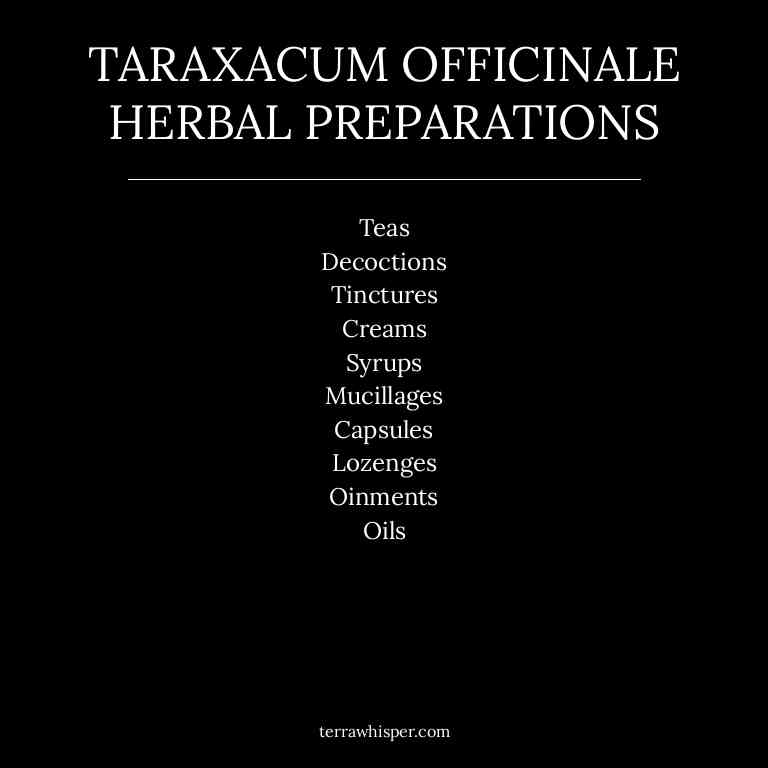 TARAXACUM OFFICINALE
HERBAL PREPARATIONS
Teas
Decoctions
Tinctures
Creams
Syrups
Mucillages
Capsules
Lozenges
Oinments
Oils
terrawhisper.com